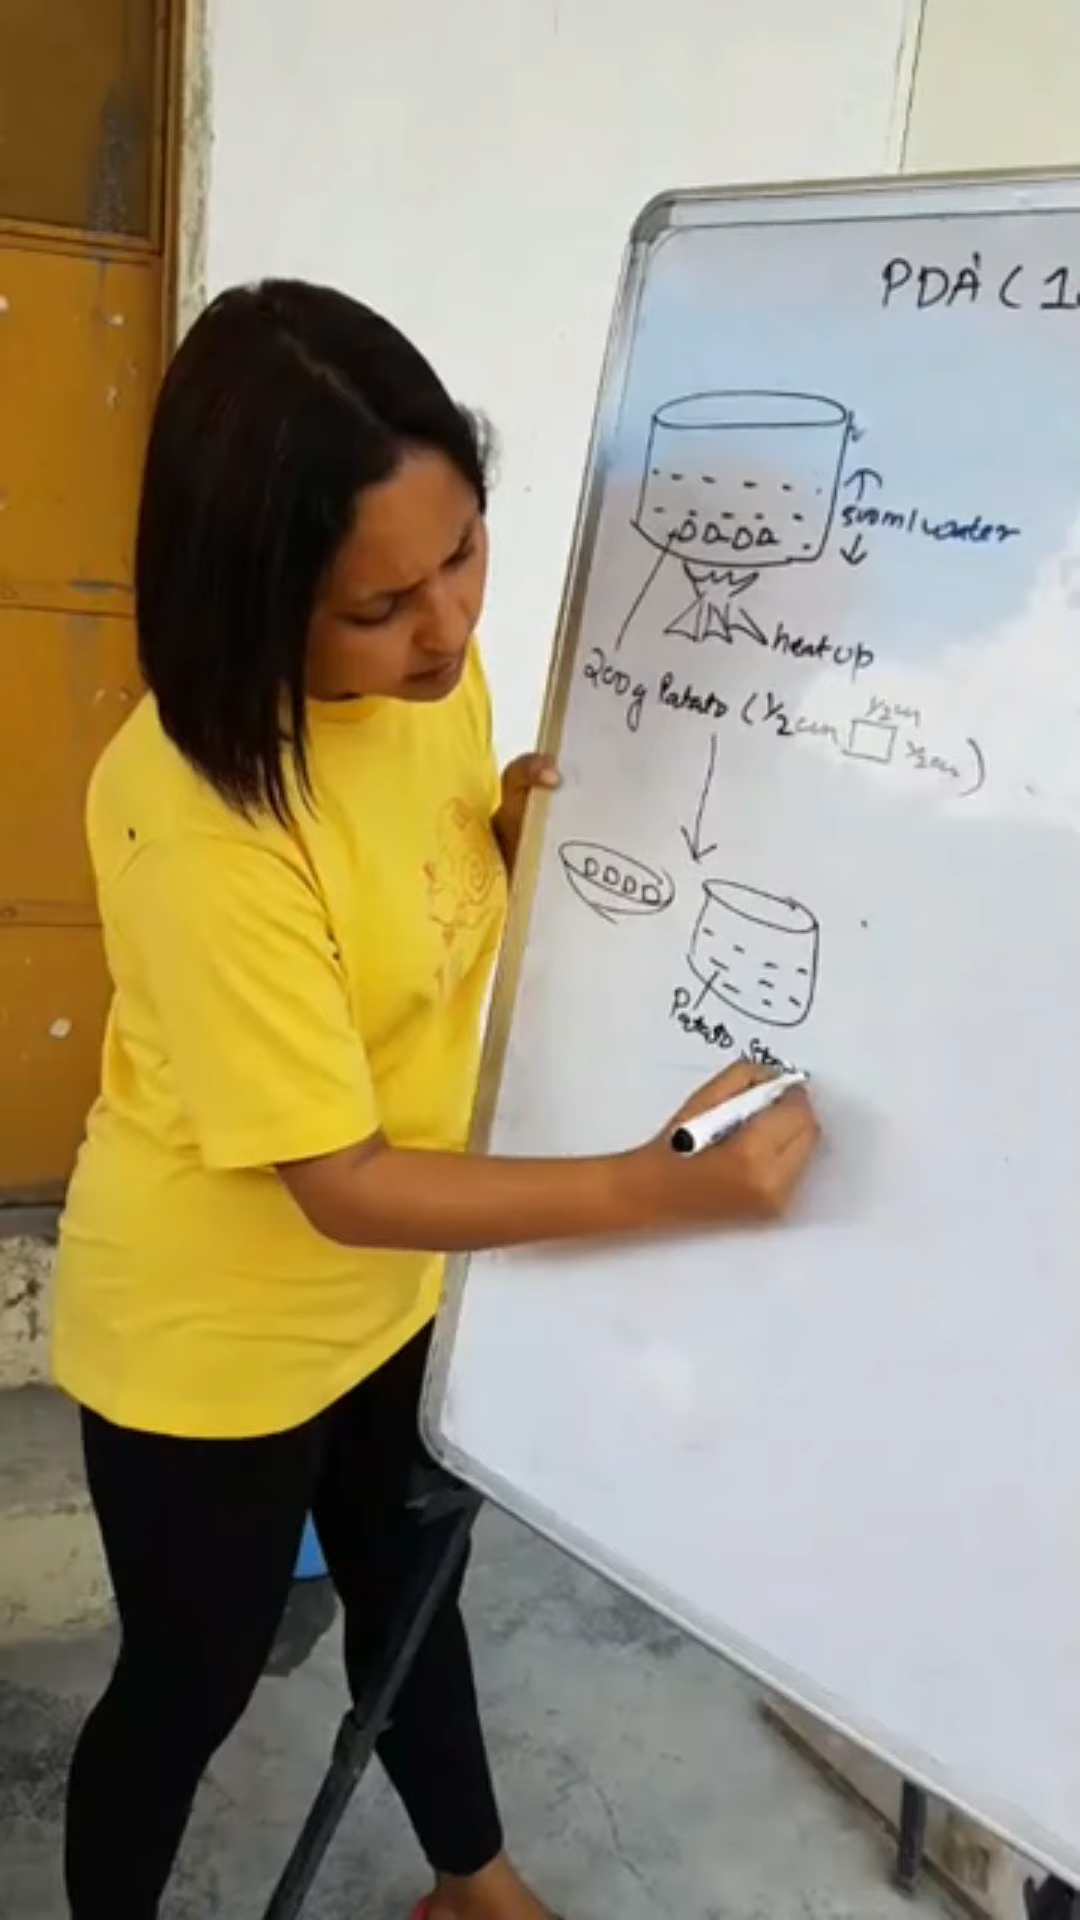 PDA (1
500ml water
heat up
200g Potato (1/2cm 1/2cm 1/2cm)
Potato